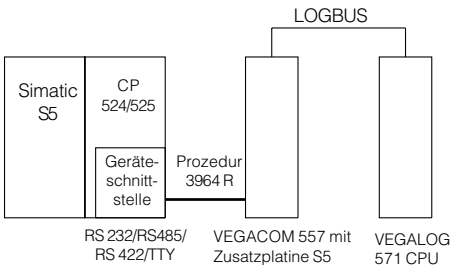 LOGBUS
Simatic
S5
CP
524/525
Geräte-
schnitt-
stelle
Prozedur
3964 R
RS 232/RS485/
RS 422/TTY
VEGACOM 557 mit
Zusatzplatine S5
VEGALOG
571 CPU